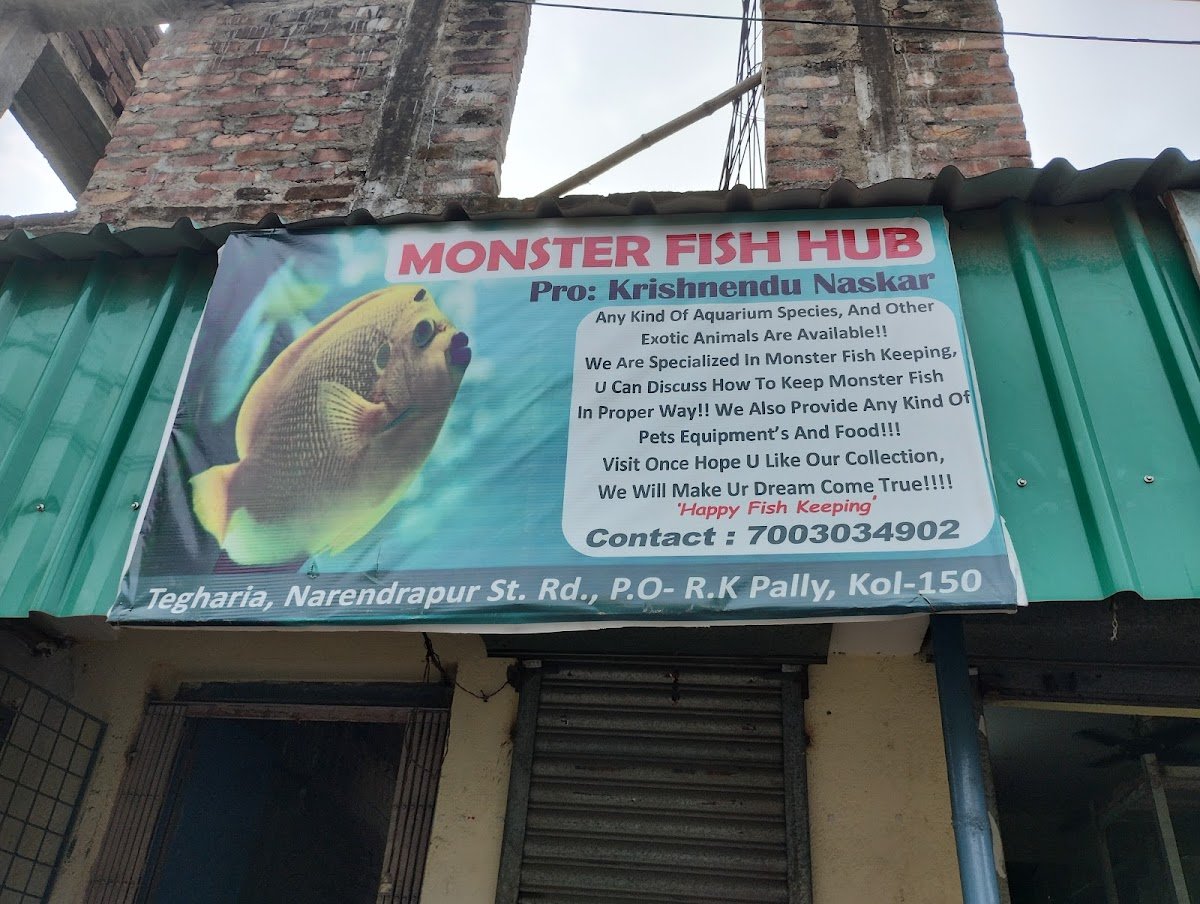 MONSTER FISH HUB
Pro: Krishnendu Naskar
Any Kind Of Aquarium Species, And Other
Exotic Animals Are Available!!
We Are Specialized In Monster Fish Keeping,
U Can Discuss How To Keep Monster Fish
In Proper Way!! We Also Provide Any Kind Of
Pets Equipment's And Food!!!
Visit Once Hope U Like Our Collection,
We Will Make Ur Dream Come True!!!!
'Happy Fish Keeping'
Contact : 7003034902
Tegharia, Narendrapur St. Rd., P.O- R.K Pally, Kol-150